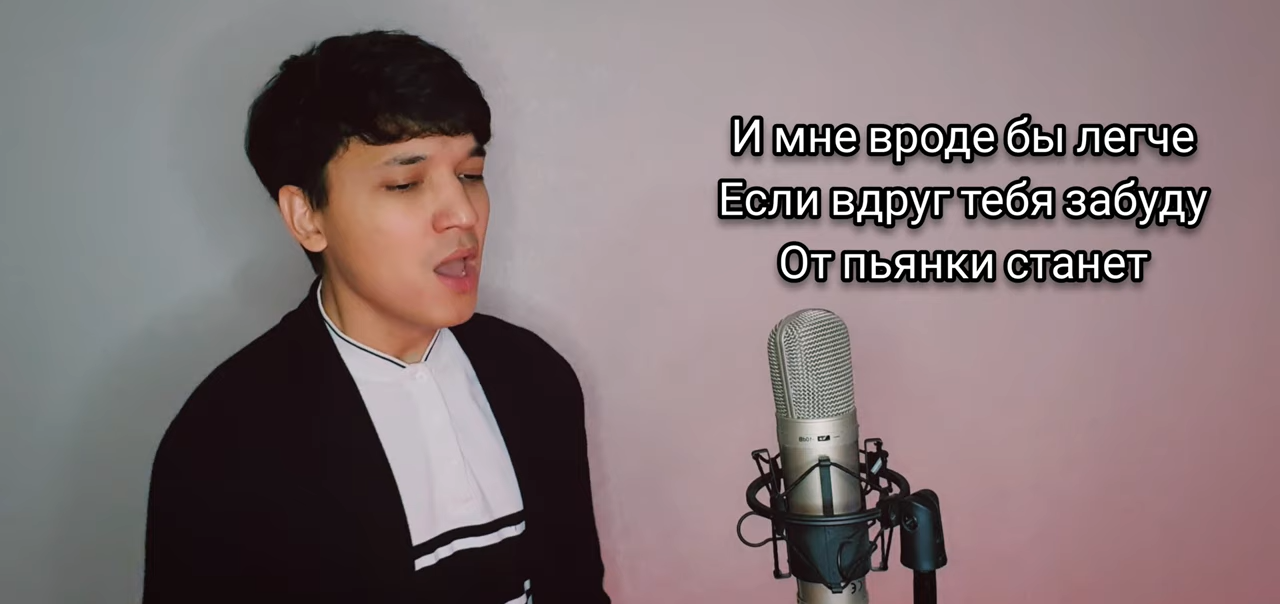 И мне вроде бы легче
Если вдруг тебя забуду
От пьянки станет